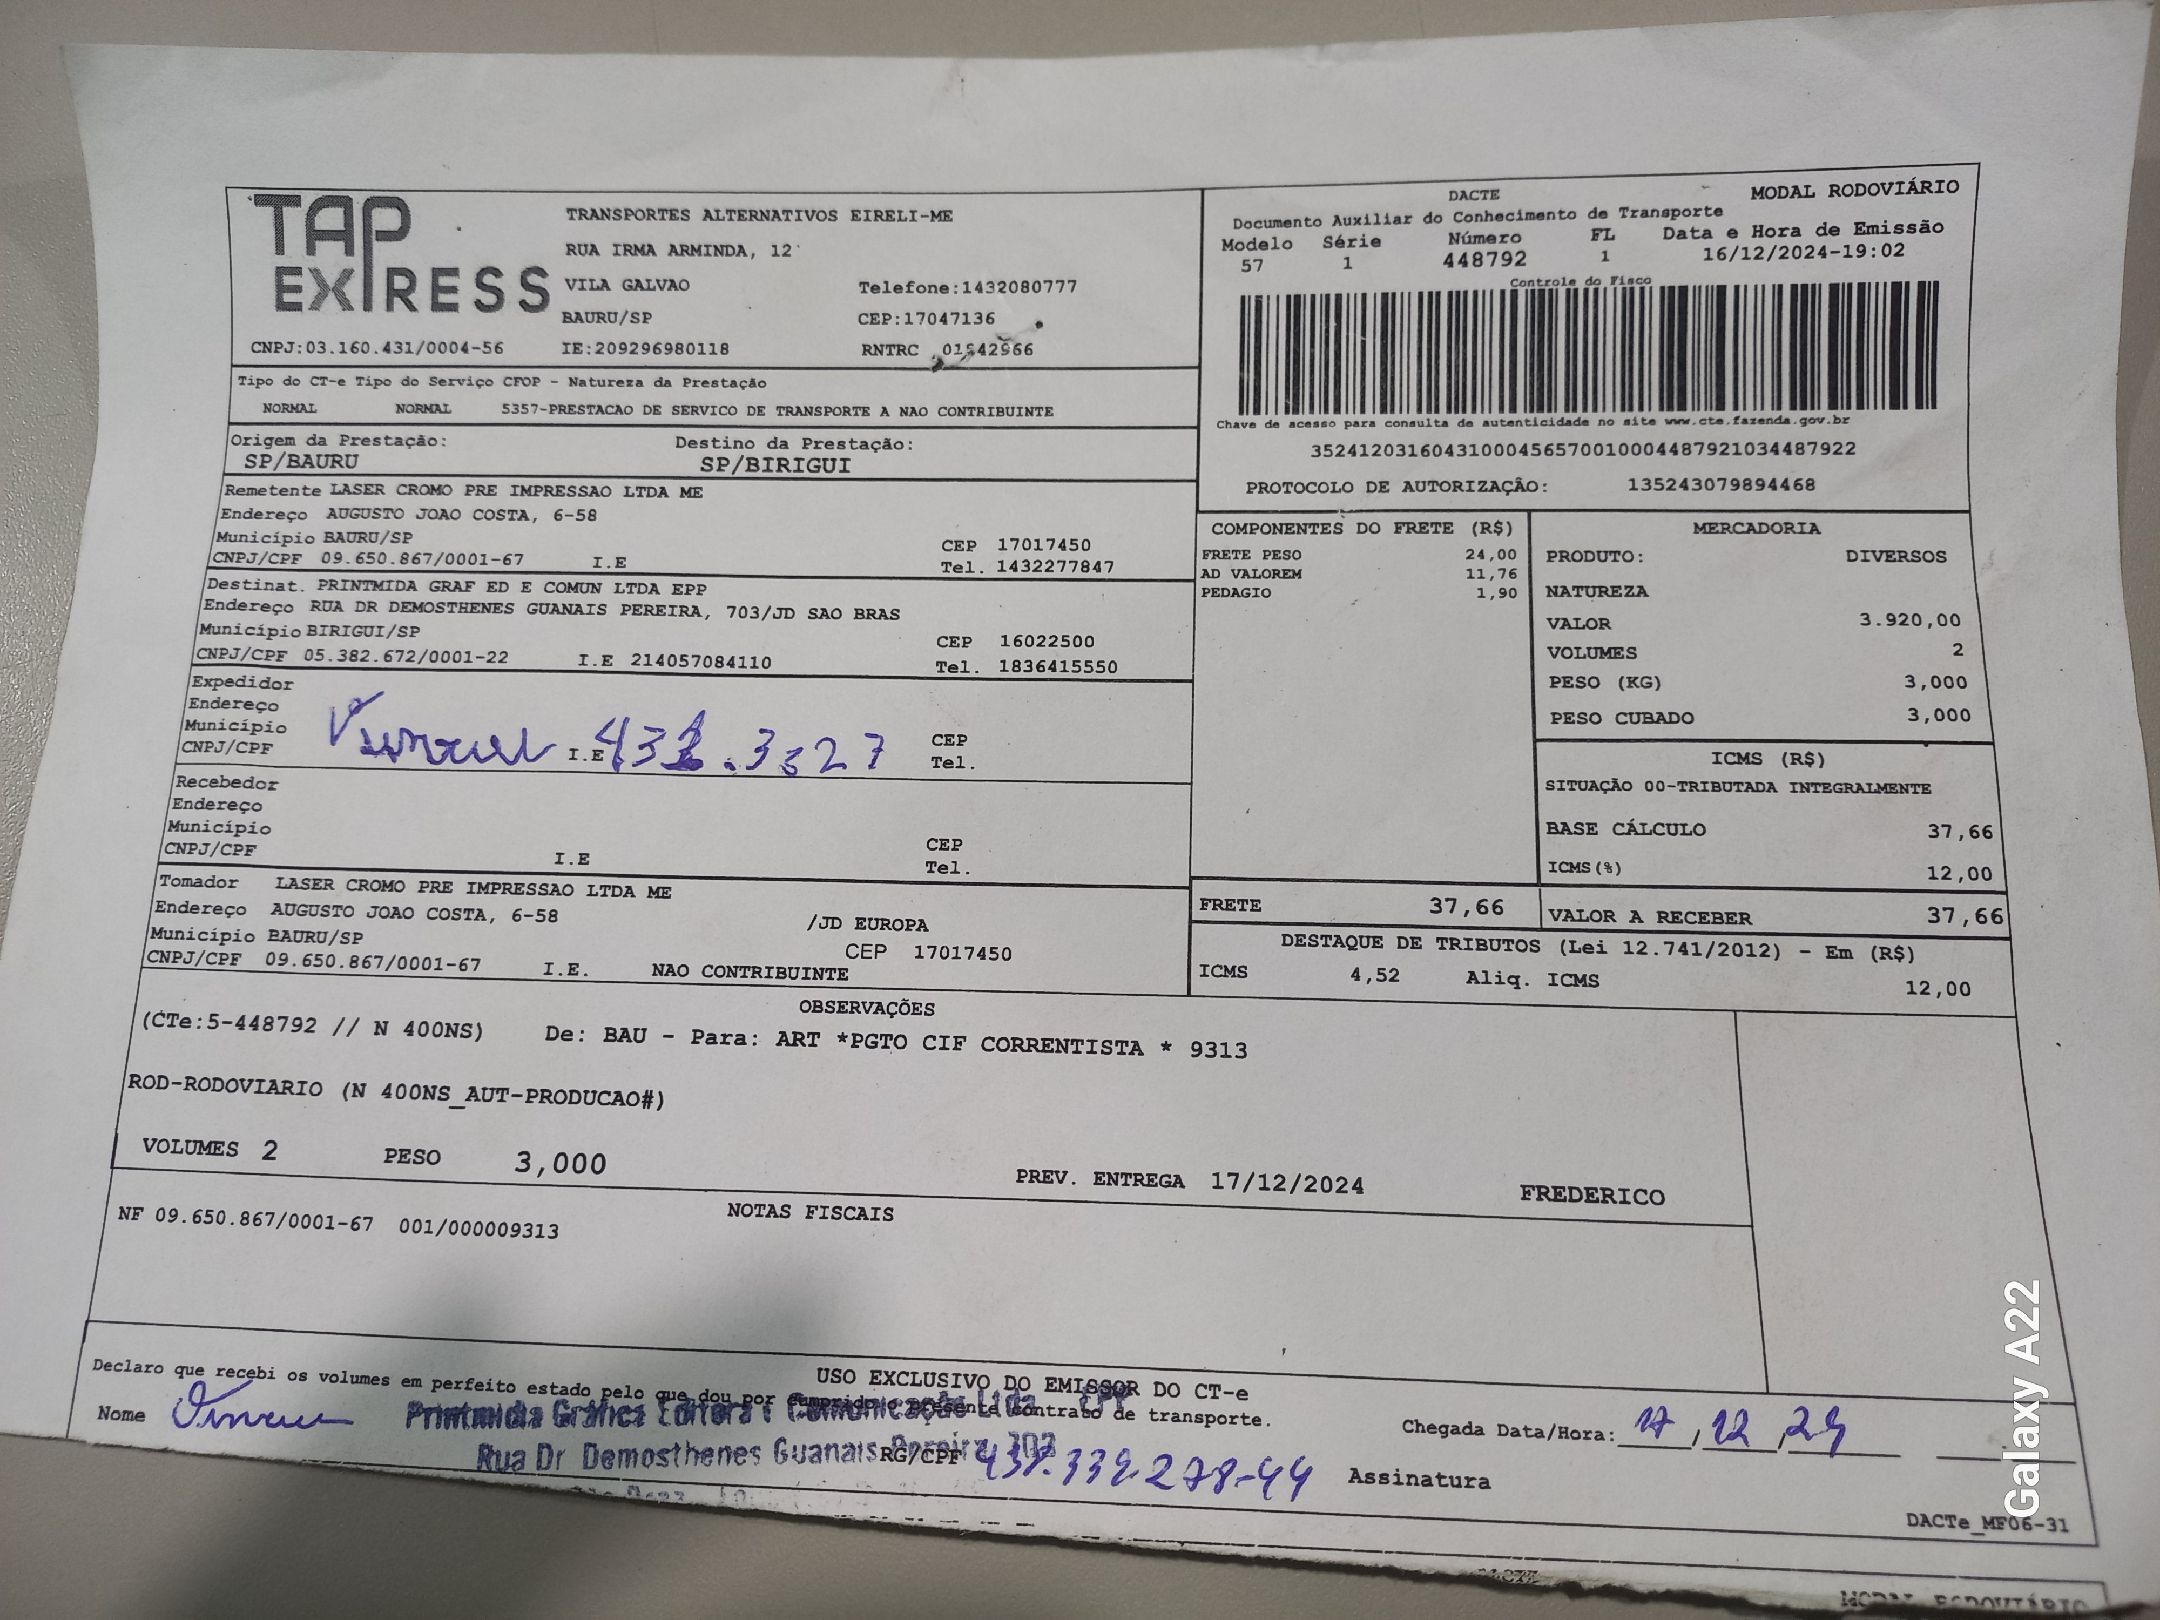 TAP EXPRESS
TRANSPORTES ALTERNATIVOS EIRELI-ME
RUA IRMA ARMINDA, 12
VILA GALVAO Telefone:1432080777
BAURU/SP CEP:17047136
CNPJ:03.160.431/0004-56 IE:209296980118 RNTRC 01542966
DACTE MODAL RODOVIÁRIO
Documento Auxiliar do Conhecimento de Transporte
Modelo Série Número FL Data e Hora de Emissão
57 1 448792 1 16/12/2024-19:02
Controle do Fisco
Chave de acesso para consulta de autenticidade no site www.cte.fazenda.gov.br
35241203160431000456570010004487921034487922
PROTOCOLO DE AUTORIZAÇÃO: 135243079894468
Tipo do CT-e Tipo do Serviço CFOP - Natureza da Prestação
NORMAL NORMAL 5357-PRESTACAO DE SERVICO DE TRANSPORTE A NAO CONTRIBUINTE
Origem da Prestação: Destino da Prestação:
SP/BAURU SP/BIRIGUI
Remetente LASER CROMO PRE IMPRESSAO LTDA ME
Endereço AUGUSTO JOAO COSTA, 6-58
Município BAURU/SP CEP 17017450
CNPJ/CPF 09.650.867/0001-67 I.E Tel. 1432277847
Destinat. PRINTMIDA GRAF ED E COMUN LTDA EPP
Endereço RUA DR DEMOSTHENES GUANAIS PEREIRA, 703/JD SAO BRAS
Município BIRIGUI/SP CEP 16022500
CNPJ/CPF 05.382.672/0001-22 I.E 214057084110 Tel. 1836415550
Expedidor
Endereço
Município CEP
CNPJ/CPF I.E Tel.
Recebedor
Endereço
Município CEP
CNPJ/CPF I.E Tel.
Tomador LASER CROMO PRE IMPRESSAO LTDA ME
Endereço AUGUSTO JOAO COSTA, 6-58 /JD EUROPA
Município BAURU/SP CEP 17017450
CNPJ/CPF 09.650.867/0001-67 I.E. NAO CONTRIBUINTE
COMPONENTES DO FRETE (R$)
FRETE PESO 24,00
AD VALOREM 11,76
PEDAGIO 1,90
MERCADORIA
PRODUTO: DIVERSOS
NATUREZA
VALOR 3.920,00
VOLUMES 2
PESO (KG) 3,000
PESO CUBADO 3,000
ICMS (R$)
SITUAÇÃO 00-TRIBUTADA INTEGRALMENTE
BASE CÁLCULO 37,66
ICMS(%) 12,00
FRETE 37,66 VALOR A RECEBER 37,66
DESTAQUE DE TRIBUTOS (Lei 12.741/2012) - Em (R$)
ICMS 4,52 Aliq. ICMS 12,00
OBSERVAÇÕES
(CTe:5-448792 // N 400NS) De: BAU - Para: ART *PGTO CIF CORRENTISTA * 9313
ROD-RODOVIARIO (N 400NS_AUT-PRODUCAO#)
VOLUMES 2 PESO 3,000 PREV. ENTREGA 17/12/2024 FREDERICO
NOTAS FISCAIS
NF 09.650.867/0001-67 001/000009313
USO EXCLUSIVO DO EMISSOR DO CT-e
Declaro que recebi os volumes em perfeito estado pelo que dou por cumprido o presente contrato de transporte.
Nome
Printmidia Gráfica Editora e Comunicação Ltda EPP
Rua Dr Demosthenes Guanais Pereira 703
RG/CPF Assinatura
Chegada Data/Hora: 17, 12, 24
DACTe_MF06-31
MODAL RODOVIÁRIO
Galaxy A22